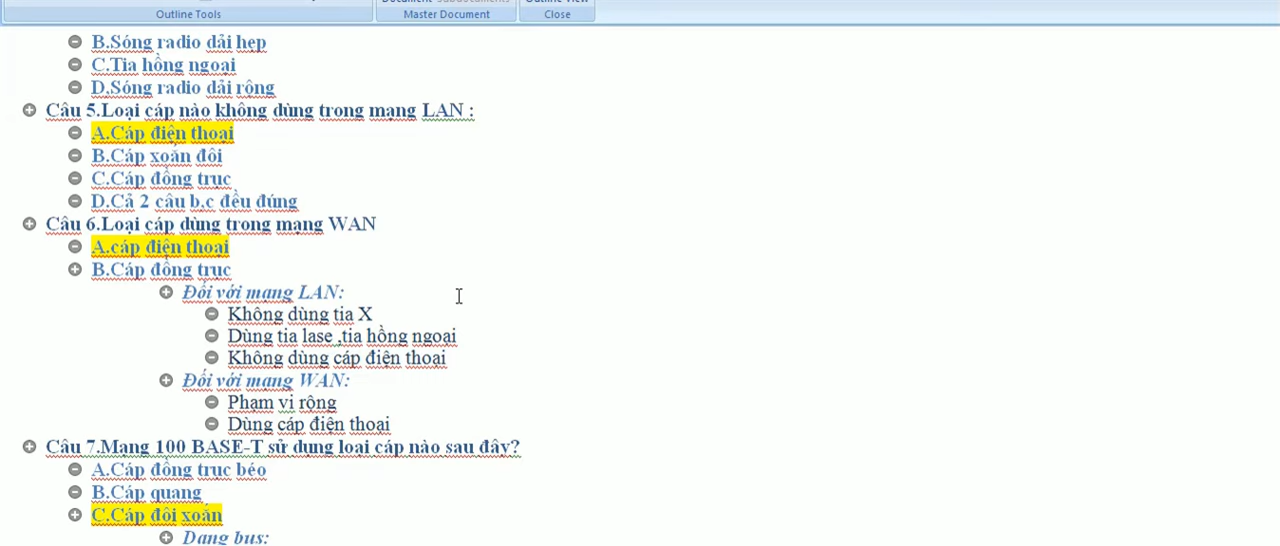 Outline Tools
Master Document
Close
B.Sóng radio dải hẹp
C.Tia hồng ngoại
D.Sóng radio dải rộng
Câu 5.Loại cáp nào không dùng trong mạng LAN :
A.Cáp điện thoại
B.Cáp xoắn đôi
C.Cáp đồng trục
D.Cả 2 câu b,c đều đúng
Câu 6.Loại cáp dùng trong mạng WAN
A.cáp điện thoại
B.Cáp đồng trục
Đối với mạng LAN:
Không dùng tia X
Dùng tia lase ,tia hồng ngoại
Không dùng cáp điện thoại
Đối với mạng WAN:
Phạm vi rộng
Dùng cáp điện thoại
Câu 7.Mạng 100 BASE-T sử dụng loại cáp nào sau đây?
A.Cáp đồng trục béo
B.Cáp quang
C.Cáp đôi xoắn
Dạng bus: